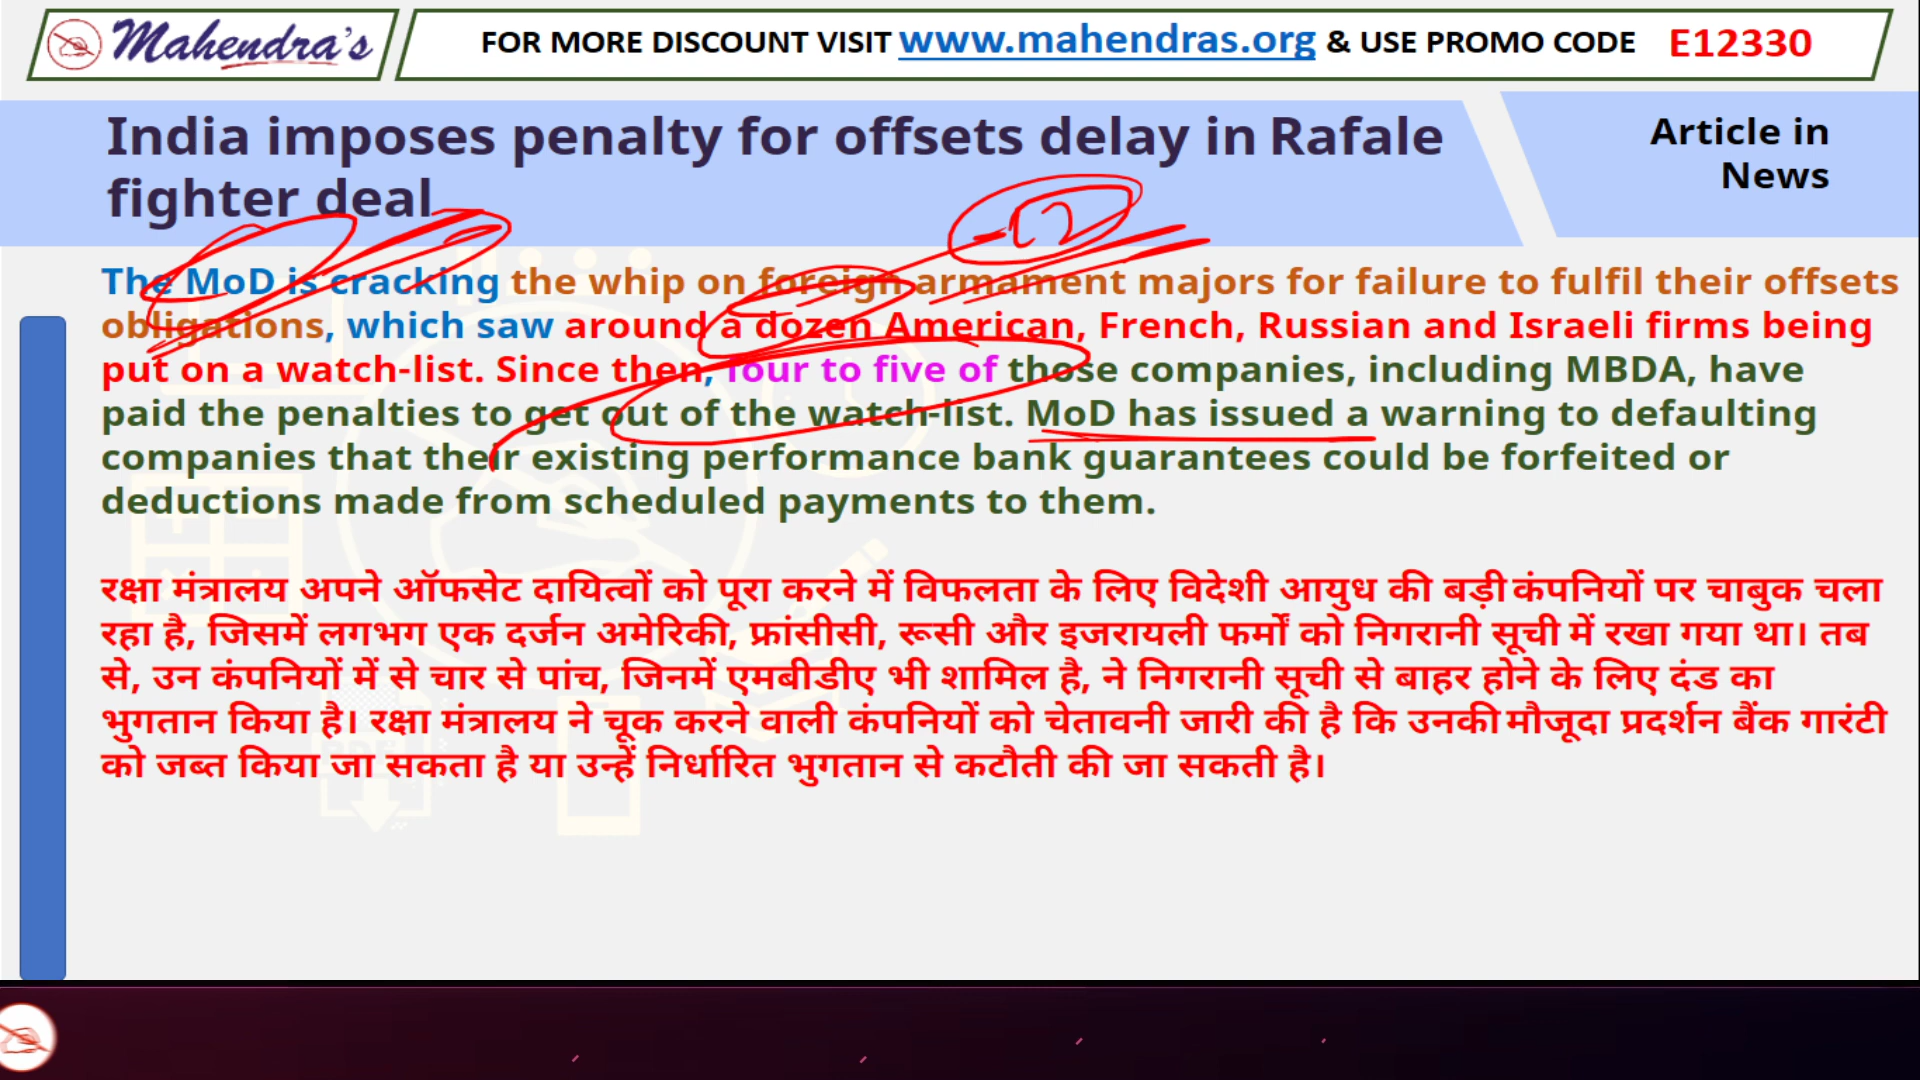 Mahendra's
FOR MORE DISCOUNT VISIT www.mahendras.org & USE PROMO CODE E12330
India imposes penalty for offsets delay in Rafale
fighter deal
Article in
News
The MoD is cracking the whip on foreign armament majors for failure to fulfil their offsets
obligations, which saw around a dozen American, French, Russian and Israeli firms being
put on a watch-list. Since then, four to five of those companies, including MBDA, have
paid the penalties to get out of the watch-list. MoD has issued a warning to defaulting
companies that their existing performance bank guarantees could be forfeited or
deductions made from scheduled payments to them.
रक्षा मंत्रालय अपने ऑफसेट दायित्वों को पूरा करने में विफलता के लिए विदेशी आयुध की बड़ी कंपनियों पर चाबुक चला
रहा है, जिसमें लगभग एक दर्जन अमेरिकी, फ्रांसीसी, रूसी और इजरायली फर्मों को निगरानी सूची में रखा गया था। तब
से, उन कंपनियों में से चार से पांच, जिनमें एमबीडीए भी शामिल है, ने निगरानी सूची से बाहर होने के लिए दंड का
भुगतान किया है। रक्षा मंत्रालय ने चूक करने वाली कंपनियों को चेतावनी जारी की है कि उनकी मौजूदा प्रदर्शन बैंक गारंटी
को जब्त किया जा सकता है या उन्हें निर्धारित भुगतान से कटौती की जा सकती है।